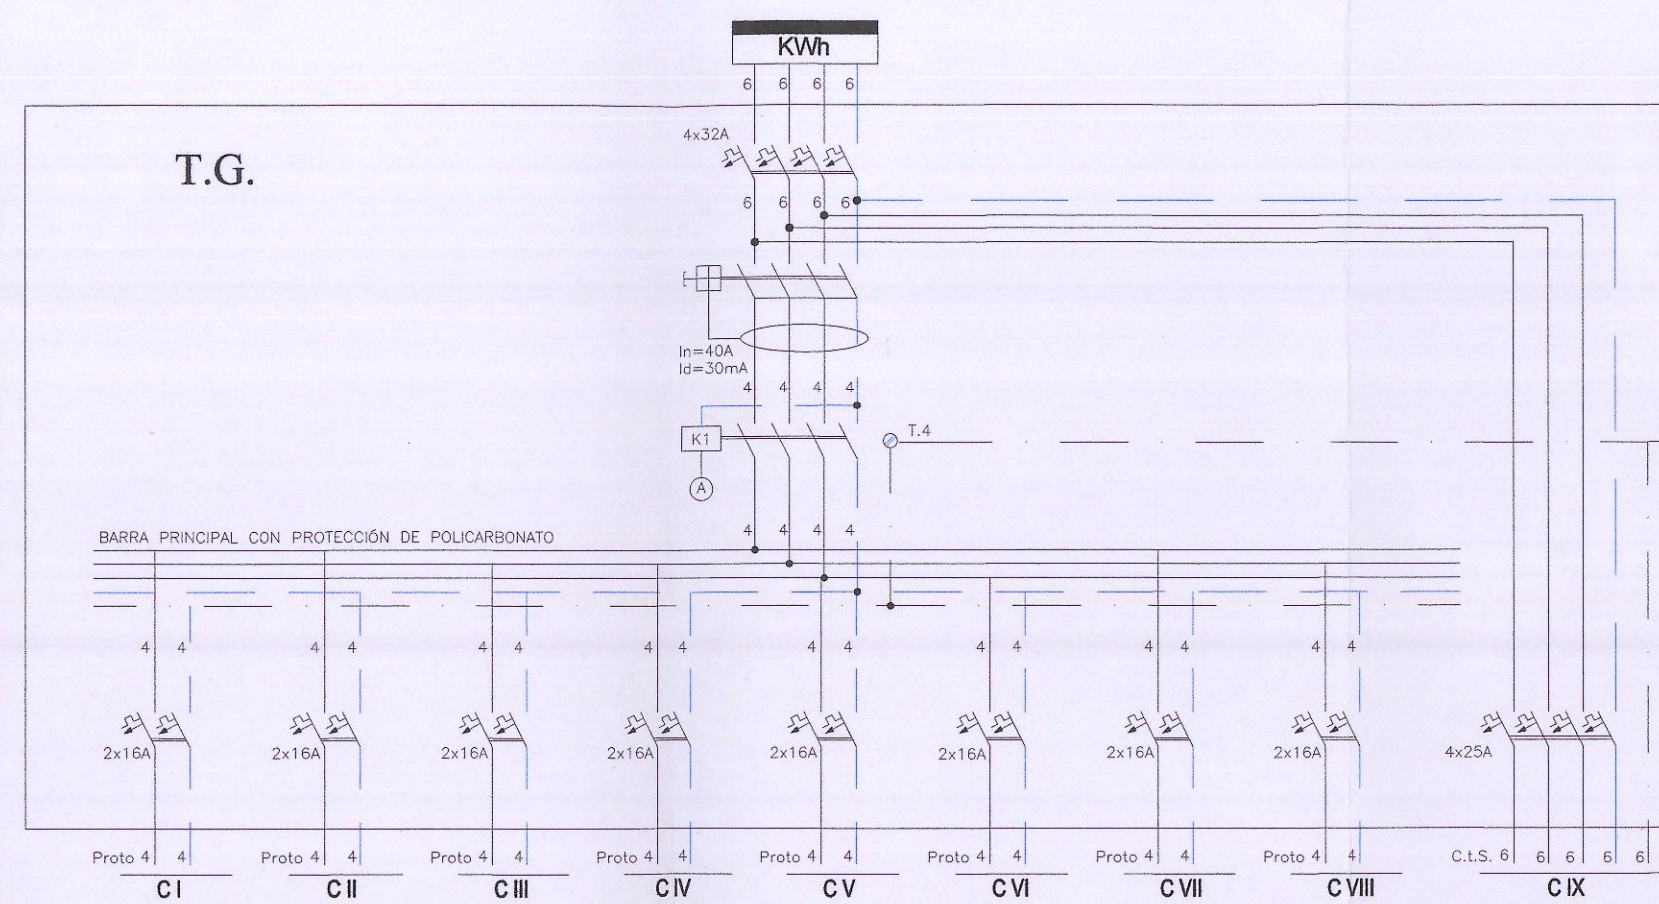 KWh
6 6 6 6
4x32A
T.G.
6 6 6 6
In=40A
Id=30mA
4 4 4 4
K1
T.4
A
4 4 4 4
BARRA PRINCIPAL CON PROTECCIÓN DE POLICARBONATO
4 4 4 4 4 4 4 4 4 4 4 4 4 4 4 4
2x16A 2x16A 2x16A 2x16A 2x16A 2x16A 2x16A 2x16A 4x25A
Proto 4 4 Proto 4 4 Proto 4 4 Proto 4 4 Proto 4 4 Proto 4 4 Proto 4 4 Proto 4 4 C.t.S. 6 6 6 6 6
C I C II C III C IV C V C VI C VII C VIII C IX